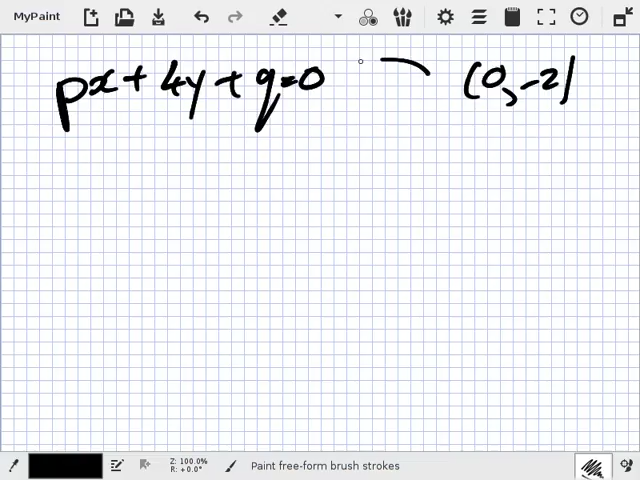 MyPaint
px + 4y + q = 0 (0, -2)
Z: 100.0%
R: +0.0°
Paint free-form brush strokes